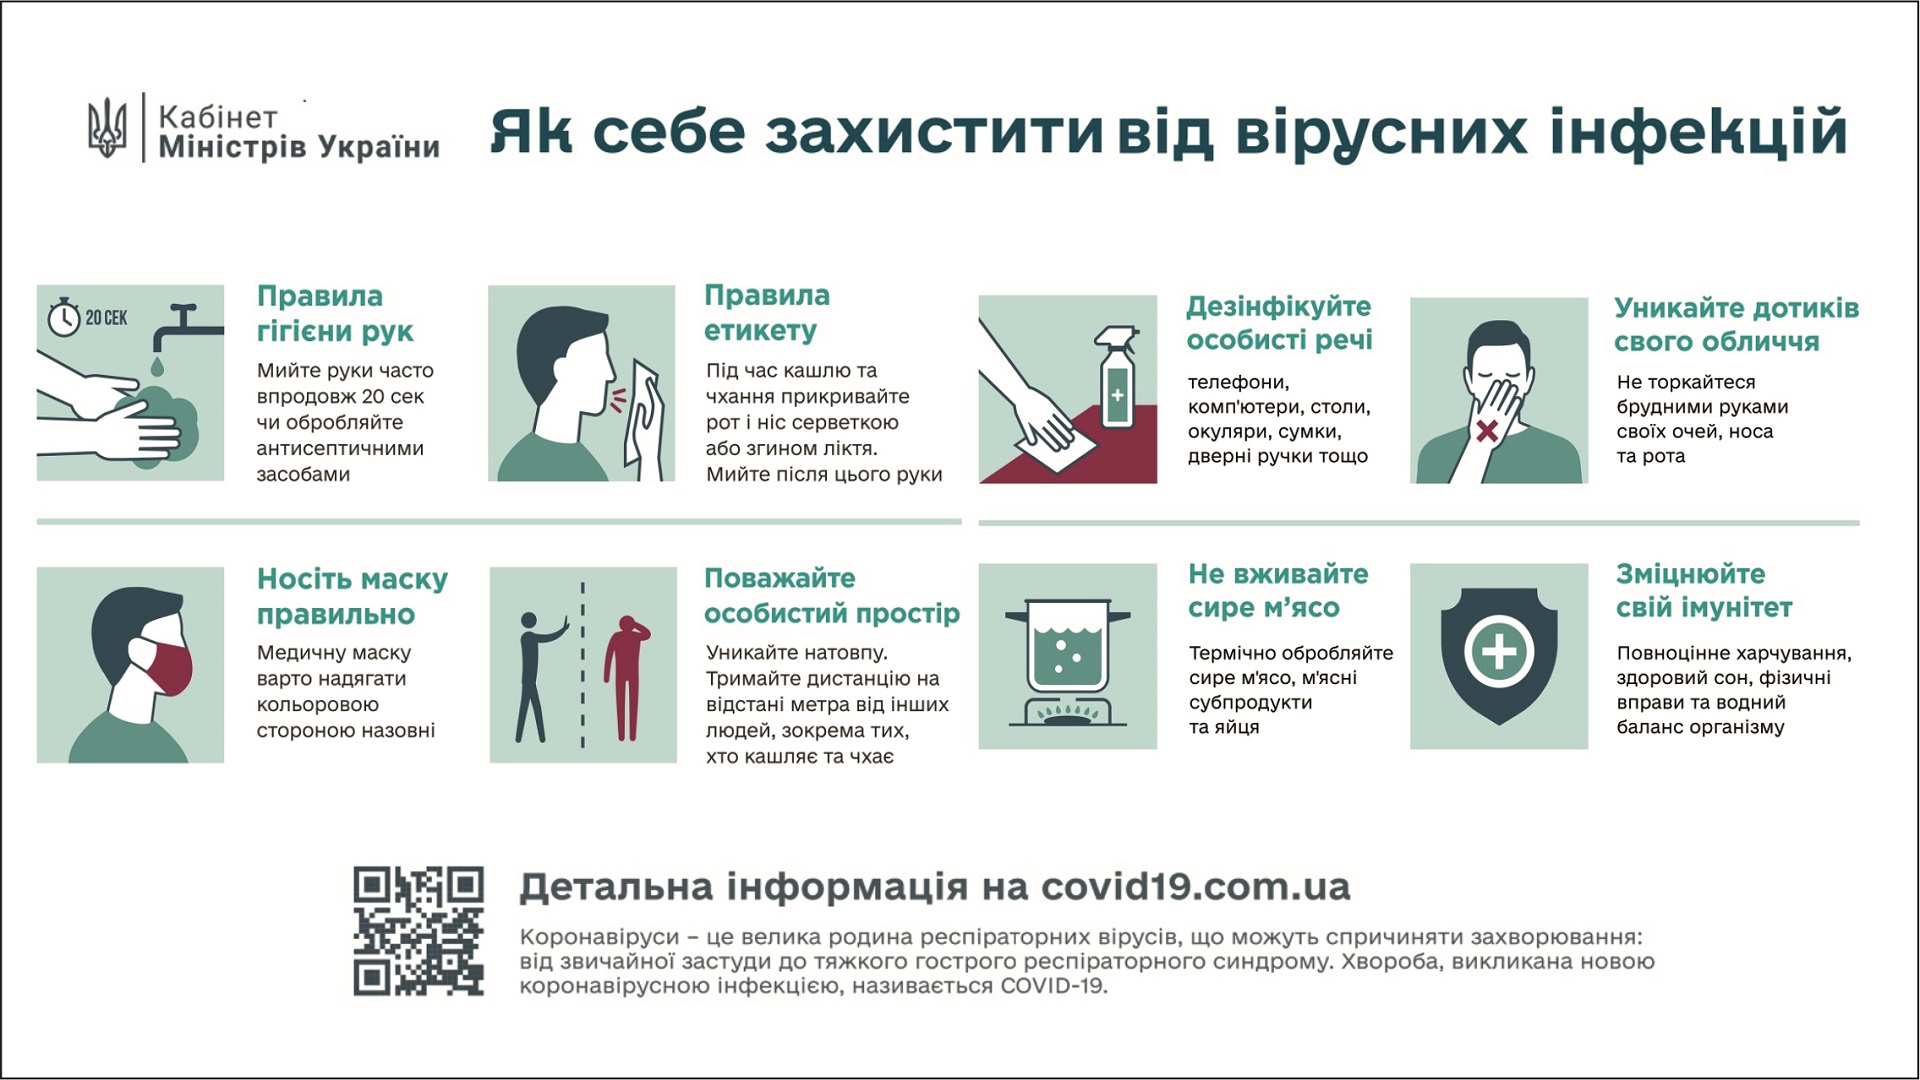 Кабінет
Міністрів України
Як себе захистити від вірусних інфекцій
20 СЕК
Правила
гігієни рук
Мийте руки часто
впродовж 20 сек
чи обробляйте
антисептичними
засобами
Правила
етикету
Під час кашлю та
чхання прикривайте
рот і ніс серветкою
або згином ліктя.
Мийте після цього руки
Дезінфікуйте
особисті речі
телефони,
комп'ютери, столи,
окуляри, сумки,
дверні ручки тощо
Уникайте дотиків
свого обличчя
Не торкайтеся
брудними руками
своїх очей, носа
та рота
Носіть маску
правильно
Медичну маску
варто надягати
кольоровою
стороною назовні
Поважайте
особистий простір
Уникайте натовпу.
Тримайте дистанцію на
відстані метра від інших
людей, зокрема тих,
хто кашляє та чхає
Не вживайте
сире м’ясо
Термічно обробляйте
сире м'ясо, м'ясні
субпродукти
та яйця
Зміцнюйте
свій імунітет
Повноцінне харчування,
здоровий сон, фізичні
вправи та водний
баланс організму
Детальна інформація на covid19.com.ua
Коронавіруси – це велика родина респіраторних вірусів, що можуть спричиняти захворювання:
від звичайної застуди до тяжкого гострого респіраторного синдрому. Хвороба, викликана новою
коронавірусною інфекцією, називається COVID-19.